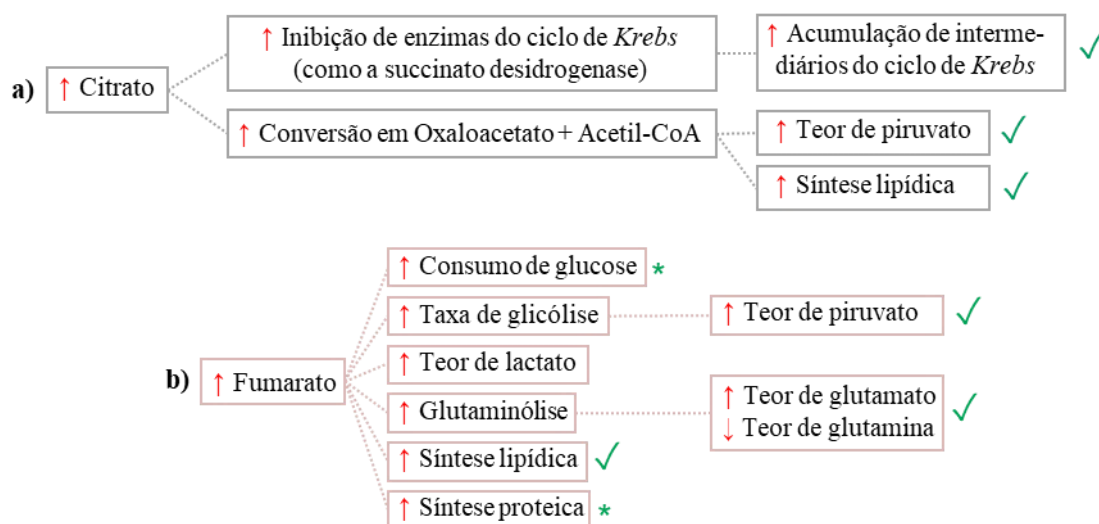 a) ↑ Citrato
↑ Inibição de enzimas do ciclo de Krebs
(como a succinato desidrogenase)
↑ Acumulação de interme-
diários do ciclo de Krebs ✓
↑ Conversão em Oxaloacetato + Acetil-CoA
↑ Teor de piruvato ✓
↑ Síntese lipídica ✓
b) ↑ Fumarato
↑ Consumo de glucose *
↑ Taxa de glicólise
↑ Teor de piruvato ✓
↑ Teor de lactato
↑ Glutaminólise
↑ Teor de glutamato
↓ Teor de glutamina ✓
↑ Síntese lipídica ✓
↑ Síntese proteica *